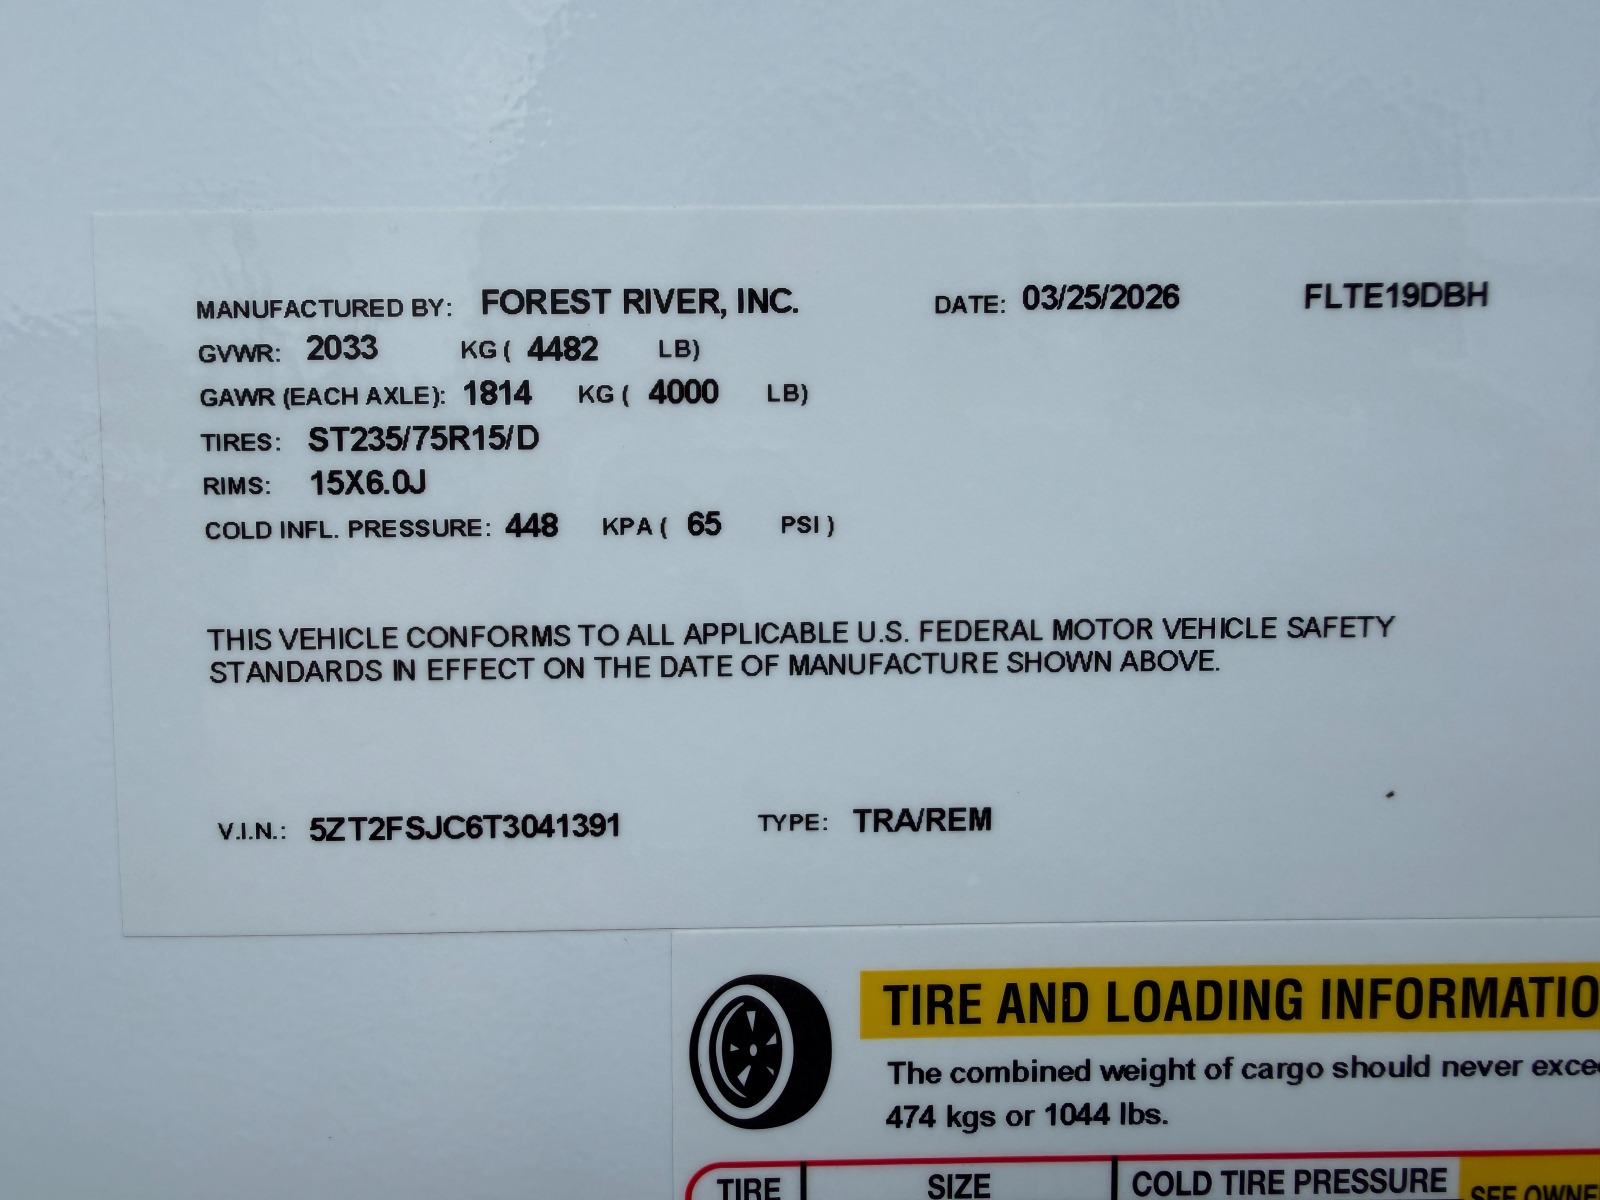 MANUFACTURED BY: FOREST RIVER, INC. DATE: 03/25/2026 FLTE19DBH
GVWR: 2033 KG ( 4482 LB)
GAWR (EACH AXLE): 1814 KG ( 4000 LB)
TIRES: ST235/75R15/D
RIMS: 15X6.0J
COLD INFL. PRESSURE: 448 KPA ( 65 PSI )
THIS VEHICLE CONFORMS TO ALL APPLICABLE U.S. FEDERAL MOTOR VEHICLE SAFETY
STANDARDS IN EFFECT ON THE DATE OF MANUFACTURE SHOWN ABOVE.
V.I.N.: 5ZT2FSJC6T3041391 TYPE: TRA/REM
TIRE AND LOADING INFORMATIO
The combined weight of cargo should never excee
474 kgs or 1044 lbs.
TIRE SIZE COLD TIRE PRESSURE SEE OWNE